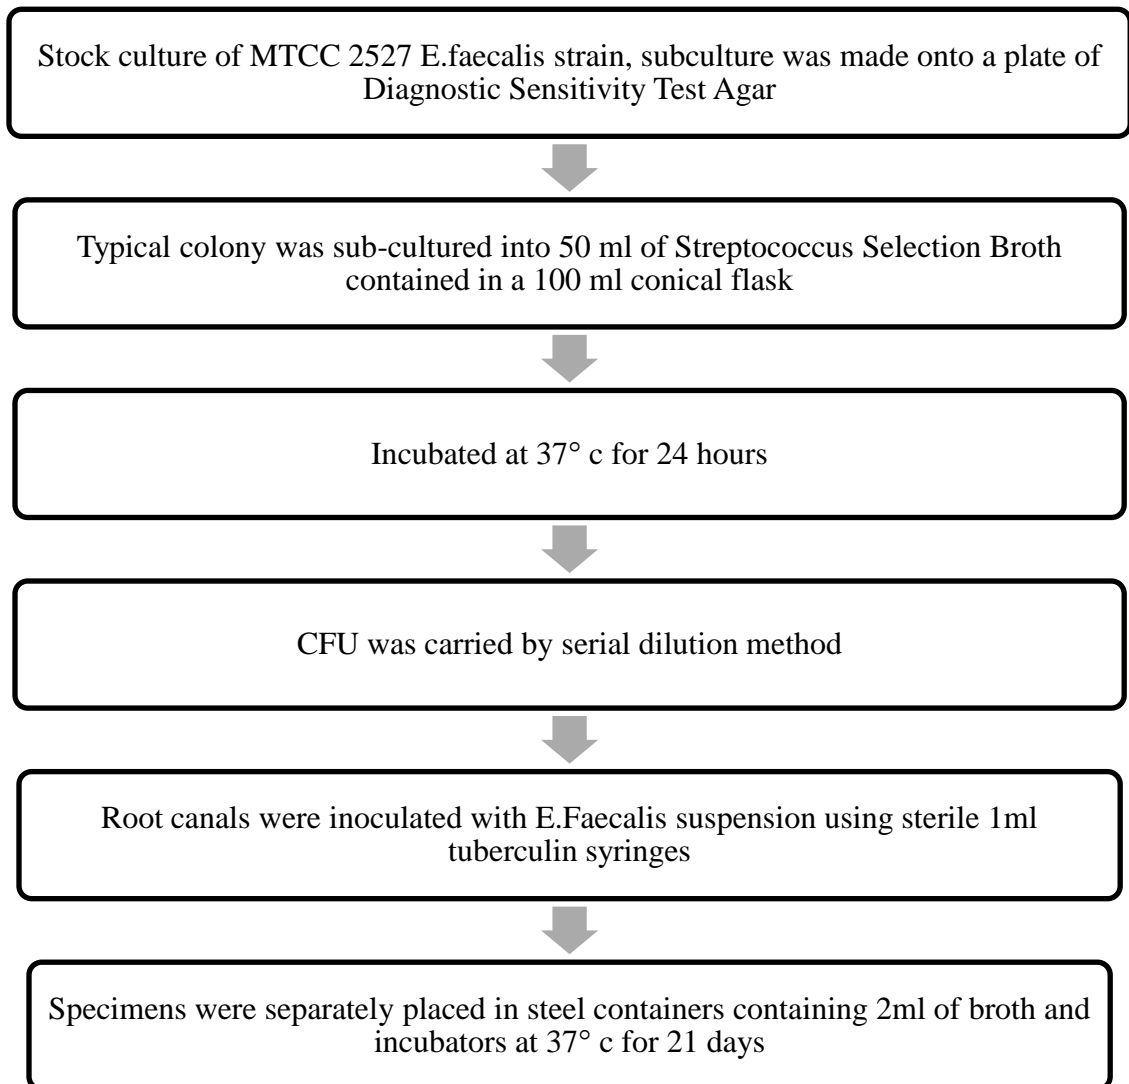 Stock culture of MTCC 2527 E.faecalis strain, subculture was made onto a plate of
Diagnostic Sensitivity Test Agar
Typical colony was sub-cultured into 50 ml of Streptococcus Selection Broth
contained in a 100 ml conical flask
Incubated at 37° c for 24 hours
CFU was carried by serial dilution method
Root canals were inoculated with E.Faecalis suspension using sterile 1ml
tuberculin syringes
Specimens were separately placed in steel containers containing 2ml of broth and
incubators at 37° c for 21 days